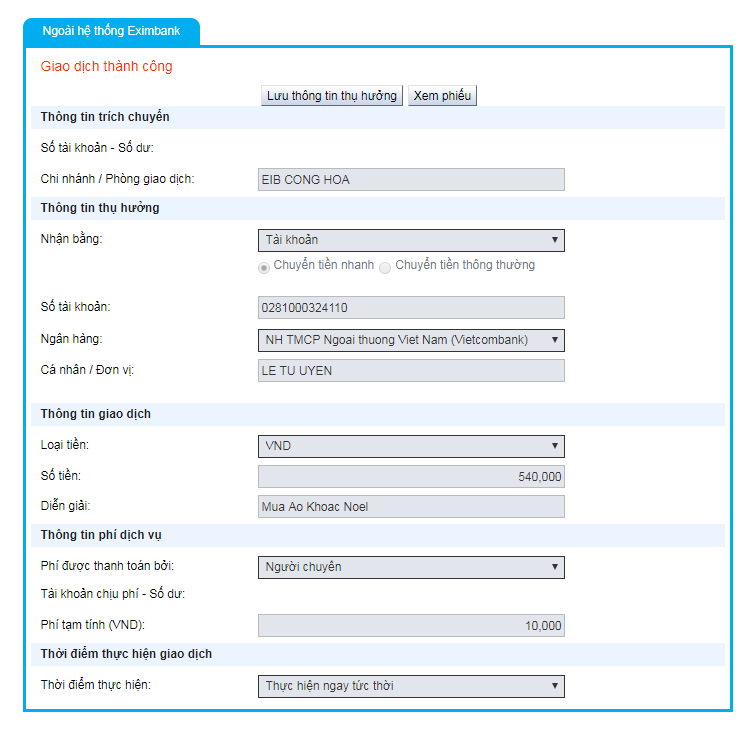 Ngoài hệ thống Eximbank
Giao dịch thành công
Lưu thông tin thụ hưởng Xem phiếu
Thông tin trích chuyển
Số tài khoản - Số dư:
Chi nhánh / Phòng giao dịch: EIB CONG HOA
Thông tin thụ hưởng
Nhận bằng: Tài khoản
Chuyển tiền nhanh Chuyển tiền thông thường
Số tài khoản: 0281000324110
Ngân hàng: NH TMCP Ngoai thuong Viet Nam (Vietcombank)
Cá nhân / Đơn vị: LE TU UYEN
Thông tin giao dịch
Loại tiền: VND
Số tiền: 540,000
Diễn giải: Mua Ao Khoac Noel
Thông tin phí dịch vụ
Phí được thanh toán bởi: Người chuyển
Tài khoản chịu phí - Số dư:
Phí tạm tính (VND): 10,000
Thời điểm thực hiện giao dịch
Thời điểm thực hiện: Thực hiện ngay tức thời